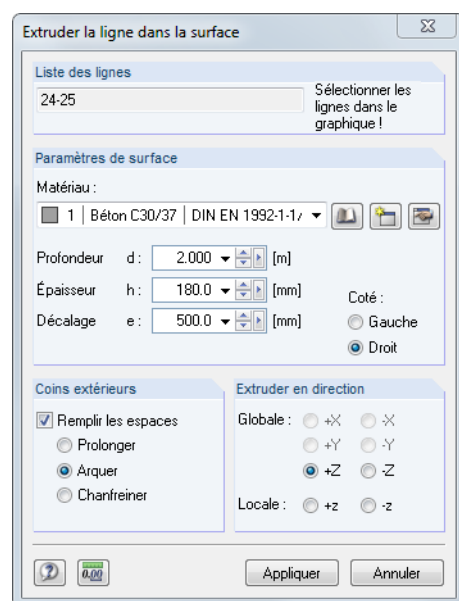 Extruder la ligne dans la surface
Liste des lignes
24-25
Sélectionner les
lignes dans le
graphique !
Paramètres de surface
Matériau :
1 | Béton C30/37 | DIN EN 1992-1-1/
Profondeur d : 2.000 [m]
Épaisseur h : 180.0 [mm]
Décalage e : 500.0 [mm]
Coté :
Gauche
Droit
Coins extérieurs
Remplir les espaces
Prolonger
Arquer
Chanfreiner
Extruder en direction
Globale : +X -X
+Y -Y
+Z -Z
Locale : +z -z
0.00
Appliquer
Annuler